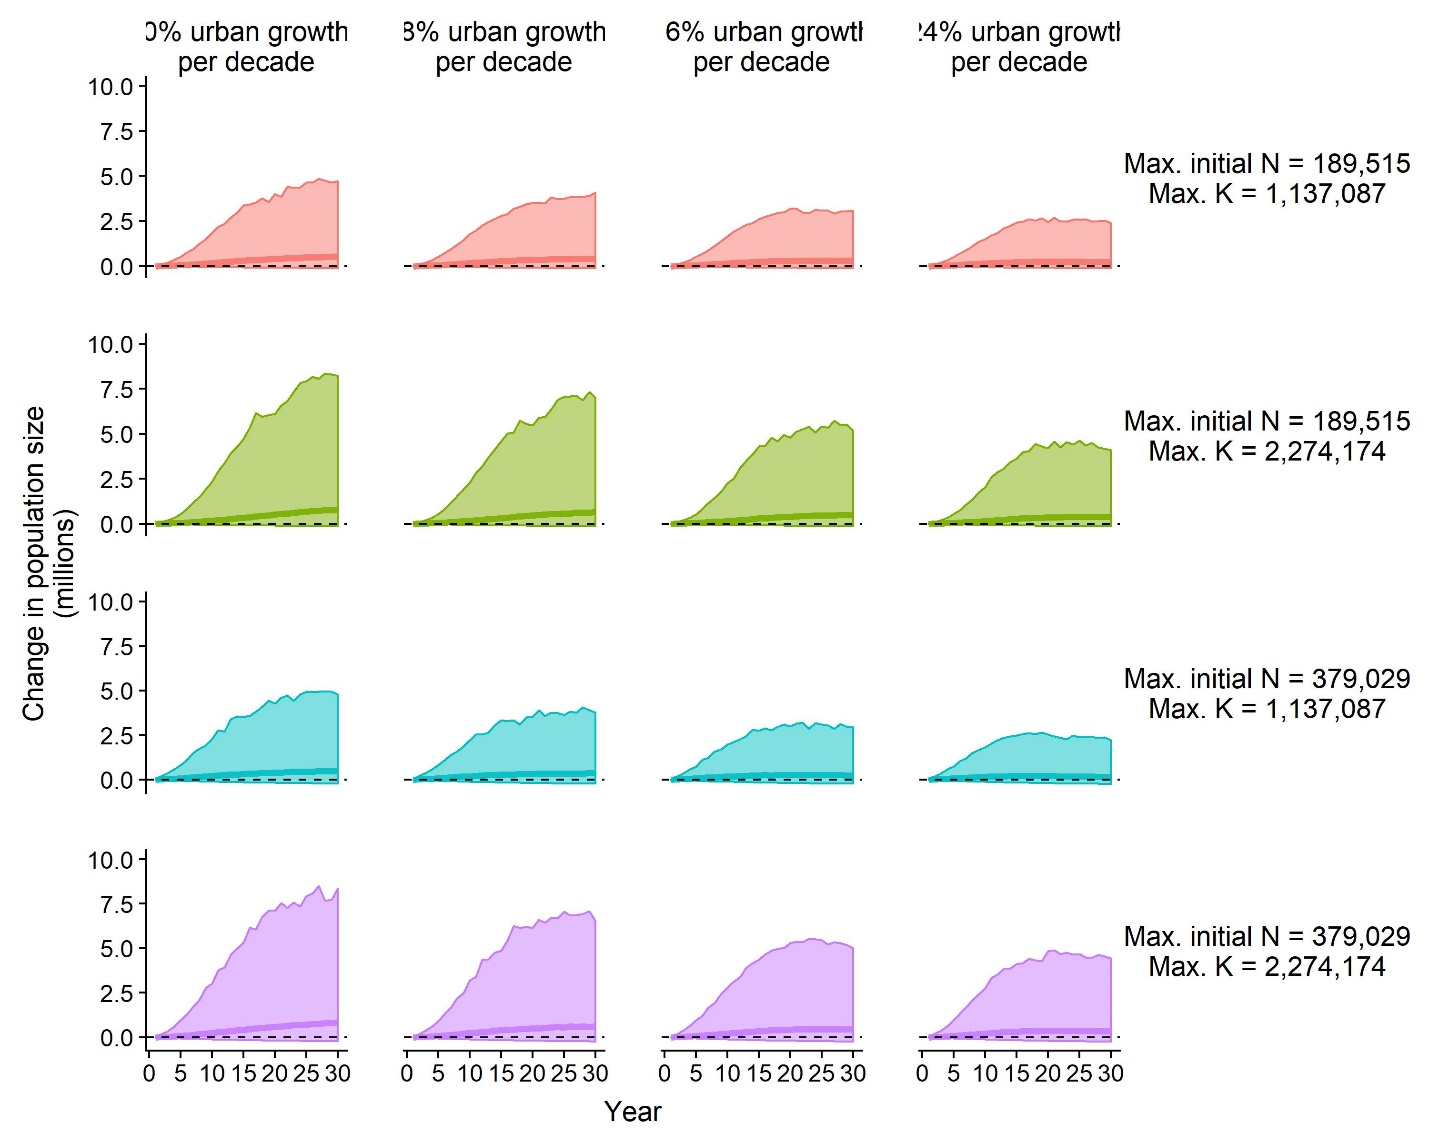 0% urban growth
per decade
8% urban growth
per decade
6% urban growth
per decade
24% urban growth
per decade
10.0
7.5
5.0
2.5
0.0
Max. initial N = 189,515
Max. K = 1,137,087
10.0
7.5
5.0
2.5
0.0
Max. initial N = 189,515
Max. K = 2,274,174
Change in population size
(millions)
10.0
7.5
5.0
2.5
0.0
Max. initial N = 379,029
Max. K = 1,137,087
10.0
7.5
5.0
2.5
0.0
Max. initial N = 379,029
Max. K = 2,274,174
0 5 10 15 20 25 30
0 5 10 15 20 25 30
0 5 10 15 20 25 30
0 5 10 15 20 25 30
Year